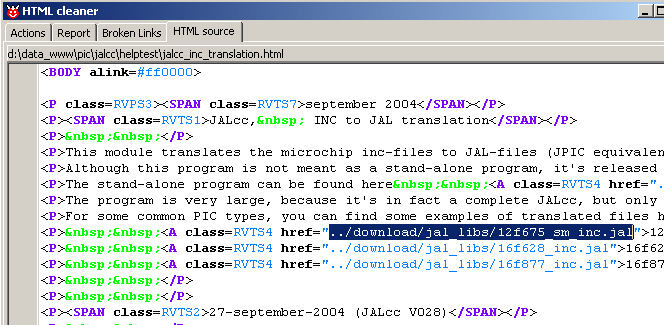 HTML cleaner
Actions Report Broken Links HTML source
d:\data_www\pic\jalcc\helptest\jalcc_inc_translation.html
<BODY alink=#ff0000>
<P class=RVPS3><SPAN class=RVTS7>september 2004</SPAN></P>
<P><SPAN class=RVTS1>JALcc,&nbsp; INC to JAL translation</SPAN></P>
<P>&nbsp;&nbsp;</P>
<P>This module translates the microchip inc-files to JAL-files (JPIC equivalen
<P>Although this program is not meant as a stand-alone program, it's released
<P>The stand-alone program can be found here&nbsp;&nbsp;<A class=RVTS4 href="..
<P>The program is very large, because it's in fact a complete JALcc, but only
<P>For some common PIC types, you can find some examples of translated files h
<P>&nbsp;&nbsp;<A class=RVTS4 href="../download/jal_libs/12f675_sm_inc.jal">12
<P>&nbsp;&nbsp;<A class=RVTS4 href="../download/jal_libs/16f628_inc.jal">16f62
<P>&nbsp;&nbsp;<A class=RVTS4 href="../download/jal_libs/16f877_inc.jal">16f87
<P>&nbsp;&nbsp;</P>
<P>&nbsp;&nbsp;</P>
<P><SPAN class=RVTS2>27-september-2004 (JALcc V028)</SPAN></P>